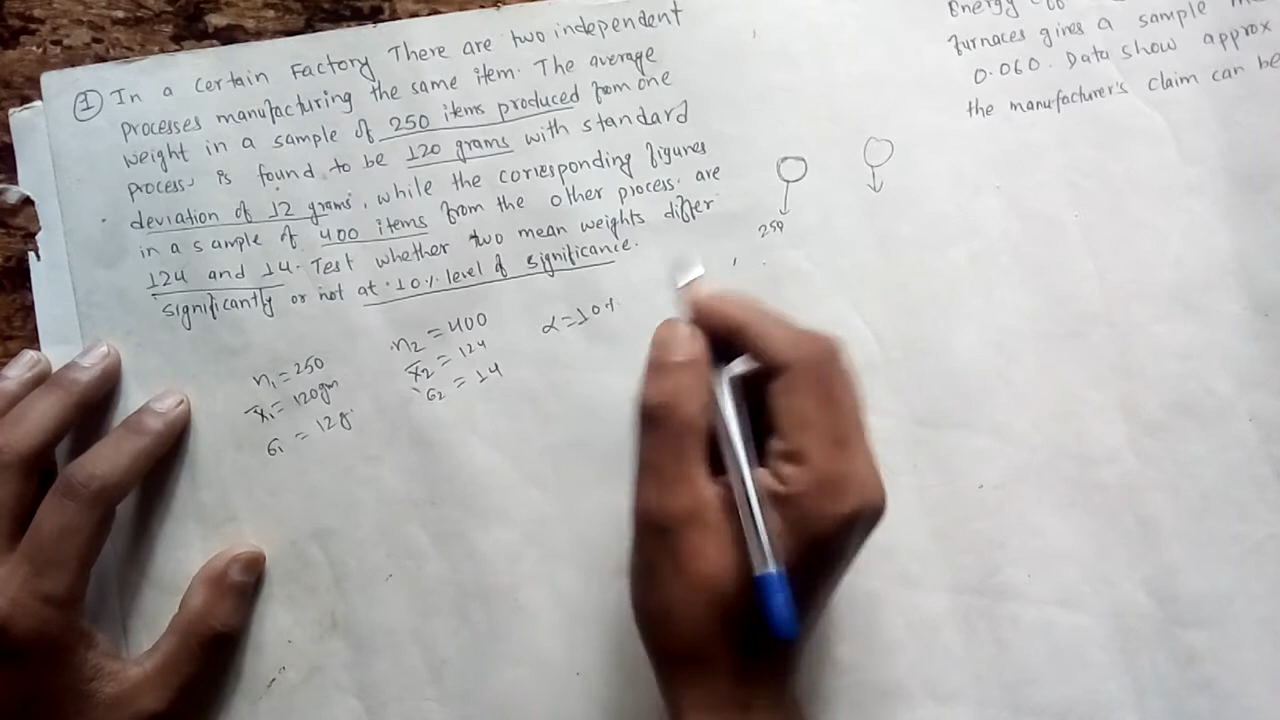 ① In a certain Factory There are two independent
processes manufacturing the same item. The average
weight in a sample of 250 items produced from one
process, is found to be 120 grams with standard
deviation of 12 grams, while the corresponding figures
in a sample of 400 items from the other process. are
124 and 14. Test whether two mean weights differ
significantly or not at 10% level of significance.
n₁ = 250
x̄₁ = 120gm
σ₁ = 12g
n₂ = 400
x̄₂ = 124
σ₂ = 14
α = 10%
250
Energy
furnaces gives a sample
0.060. Data show approx
the manufacturer's claim can be